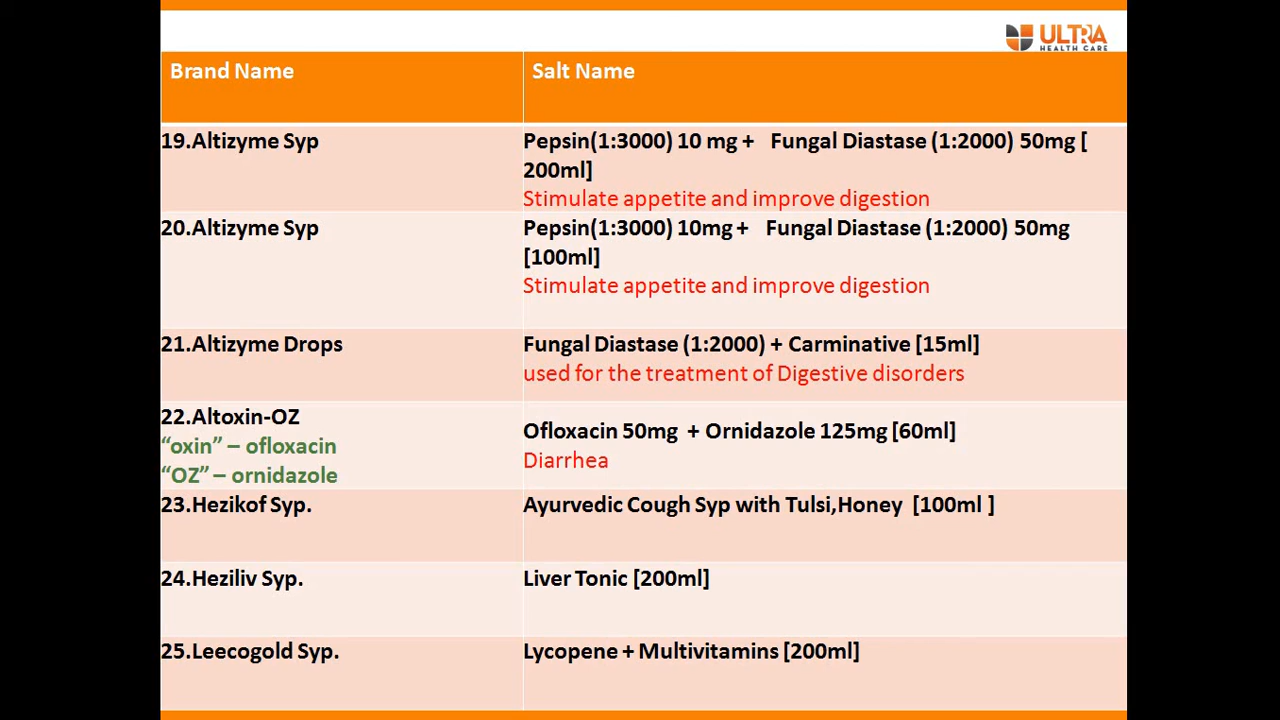 ULTRA
HEALTH CARE
Brand Name
Salt Name
19.Altizyme Syp
Pepsin(1:3000) 10 mg + Fungal Diastase (1:2000) 50mg [
200ml]
Stimulate appetite and improve digestion
20.Altizyme Syp
Pepsin(1:3000) 10mg + Fungal Diastase (1:2000) 50mg
[100ml]
Stimulate appetite and improve digestion
21.Altizyme Drops
Fungal Diastase (1:2000) + Carminative [15ml]
used for the treatment of Digestive disorders
22.Altoxin-OZ
“oxin” – ofloxacin
“OZ” – ornidazole
Ofloxacin 50mg + Ornidazole 125mg [60ml]
Diarrhea
23.Hezikof Syp.
Ayurvedic Cough Syp with Tulsi,Honey [100ml ]
24.Heziliv Syp.
Liver Tonic [200ml]
25.Leecogold Syp.
Lycopene + Multivitamins [200ml]